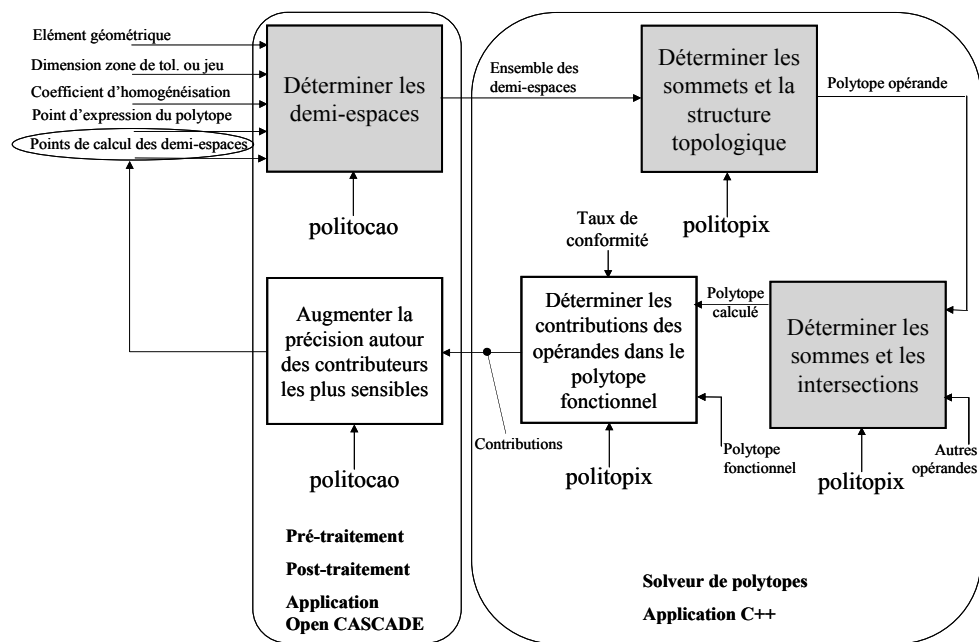 Elément géométrique
Dimension zone de tol. ou jeu
Coefficient d'homogénéisation
Point d'expression du polytope
Points de calcul des demi-espaces
Déterminer les
demi-espaces
politocao
Ensemble des
demi-espaces
Déterminer les
sommets et la
structure
topologique
politopix
Polytope opérande
Taux de
conformité
Augmenter la
précision autour
des contributeurs
les plus sensibles
politocao
Contributions
Déterminer les
contributions des
opérandes dans le
polytope
fonctionnel
politopix
Polytope
calculé
Polytope
fonctionnel
Déterminer les
sommes et les
intersections
politopix
Autres
opérandes
Pré-traitement
Post-traitement
Application
Open CASCADE
Solveur de polytopes
Application C++